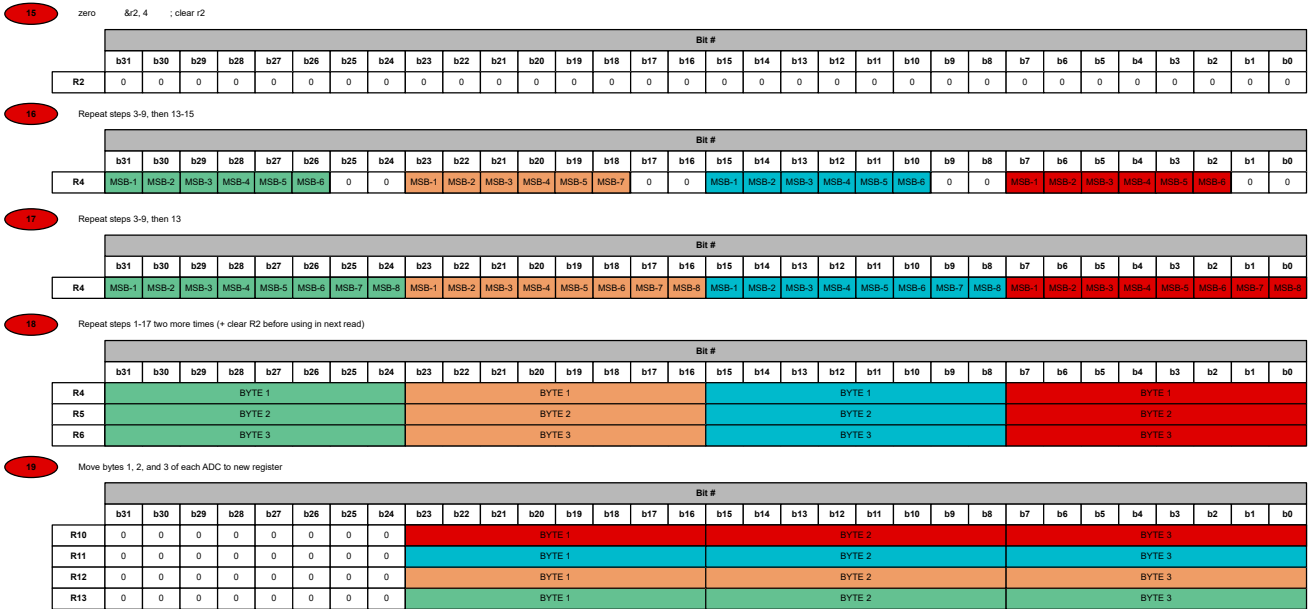 15 zero &r2, 4 ; clear r2
Bit #
b31 b30 b29 b28 b27 b26 b25 b24 b23 b22 b21 b20 b19 b18 b17 b16 b15 b14 b13 b12 b11 b10 b9 b8 b7 b6 b5 b4 b3 b2 b1 b0
R2 0 0 0 0 0 0 0 0 0 0 0 0 0 0 0 0 0 0 0 0 0 0 0 0 0 0 0 0 0 0 0 0
16 Repeat steps 3-9, then 13-15
Bit #
b31 b30 b29 b28 b27 b26 b25 b24 b23 b22 b21 b20 b19 b18 b17 b16 b15 b14 b13 b12 b11 b10 b9 b8 b7 b6 b5 b4 b3 b2 b1 b0
R4 MSB-1 MSB-2 MSB-3 MSB-4 MSB-5 MSB-6 0 0 MSB-1 MSB-2 MSB-3 MSB-4 MSB-5 MSB-7 0 0 MSB-1 MSB-2 MSB-3 MSB-4 MSB-5 MSB-6 0 0 MSB-1 MSB-2 MSB-3 MSB-4 MSB-5 MSB-6 0 0
17 Repeat steps 3-9, then 13
Bit #
b31 b30 b29 b28 b27 b26 b25 b24 b23 b22 b21 b20 b19 b18 b17 b16 b15 b14 b13 b12 b11 b10 b9 b8 b7 b6 b5 b4 b3 b2 b1 b0
R4 MSB-1 MSB-2 MSB-3 MSB-4 MSB-5 MSB-6 MSB-7 MSB-8 MSB-1 MSB-2 MSB-3 MSB-4 MSB-5 MSB-6 MSB-7 MSB-8 MSB-1 MSB-2 MSB-3 MSB-4 MSB-5 MSB-6 MSB-7 MSB-8 MSB-1 MSB-2 MSB-3 MSB-4 MSB-5 MSB-6 MSB-7 MSB-8
18 Repeat steps 1-17 two more times (+ clear R2 before using in next read)
Bit #
b31 b30 b29 b28 b27 b26 b25 b24 b23 b22 b21 b20 b19 b18 b17 b16 b15 b14 b13 b12 b11 b10 b9 b8 b7 b6 b5 b4 b3 b2 b1 b0
R4 BYTE 1 BYTE 1 BYTE 1 BYTE 1
R5 BYTE 2 BYTE 2 BYTE 2 BYTE 2
R6 BYTE 3 BYTE 3 BYTE 3 BYTE 3
19 Move bytes 1, 2, and 3 of each ADC to new register
Bit #
b31 b30 b29 b28 b27 b26 b25 b24 b23 b22 b21 b20 b19 b18 b17 b16 b15 b14 b13 b12 b11 b10 b9 b8 b7 b6 b5 b4 b3 b2 b1 b0
R10 0 0 0 0 0 0 0 0 BYTE 1 BYTE 2 BYTE 3
R11 0 0 0 0 0 0 0 0 BYTE 1 BYTE 2 BYTE 3
R12 0 0 0 0 0 0 0 0 BYTE 1 BYTE 2 BYTE 3
R13 0 0 0 0 0 0 0 0 BYTE 1 BYTE 2 BYTE 3